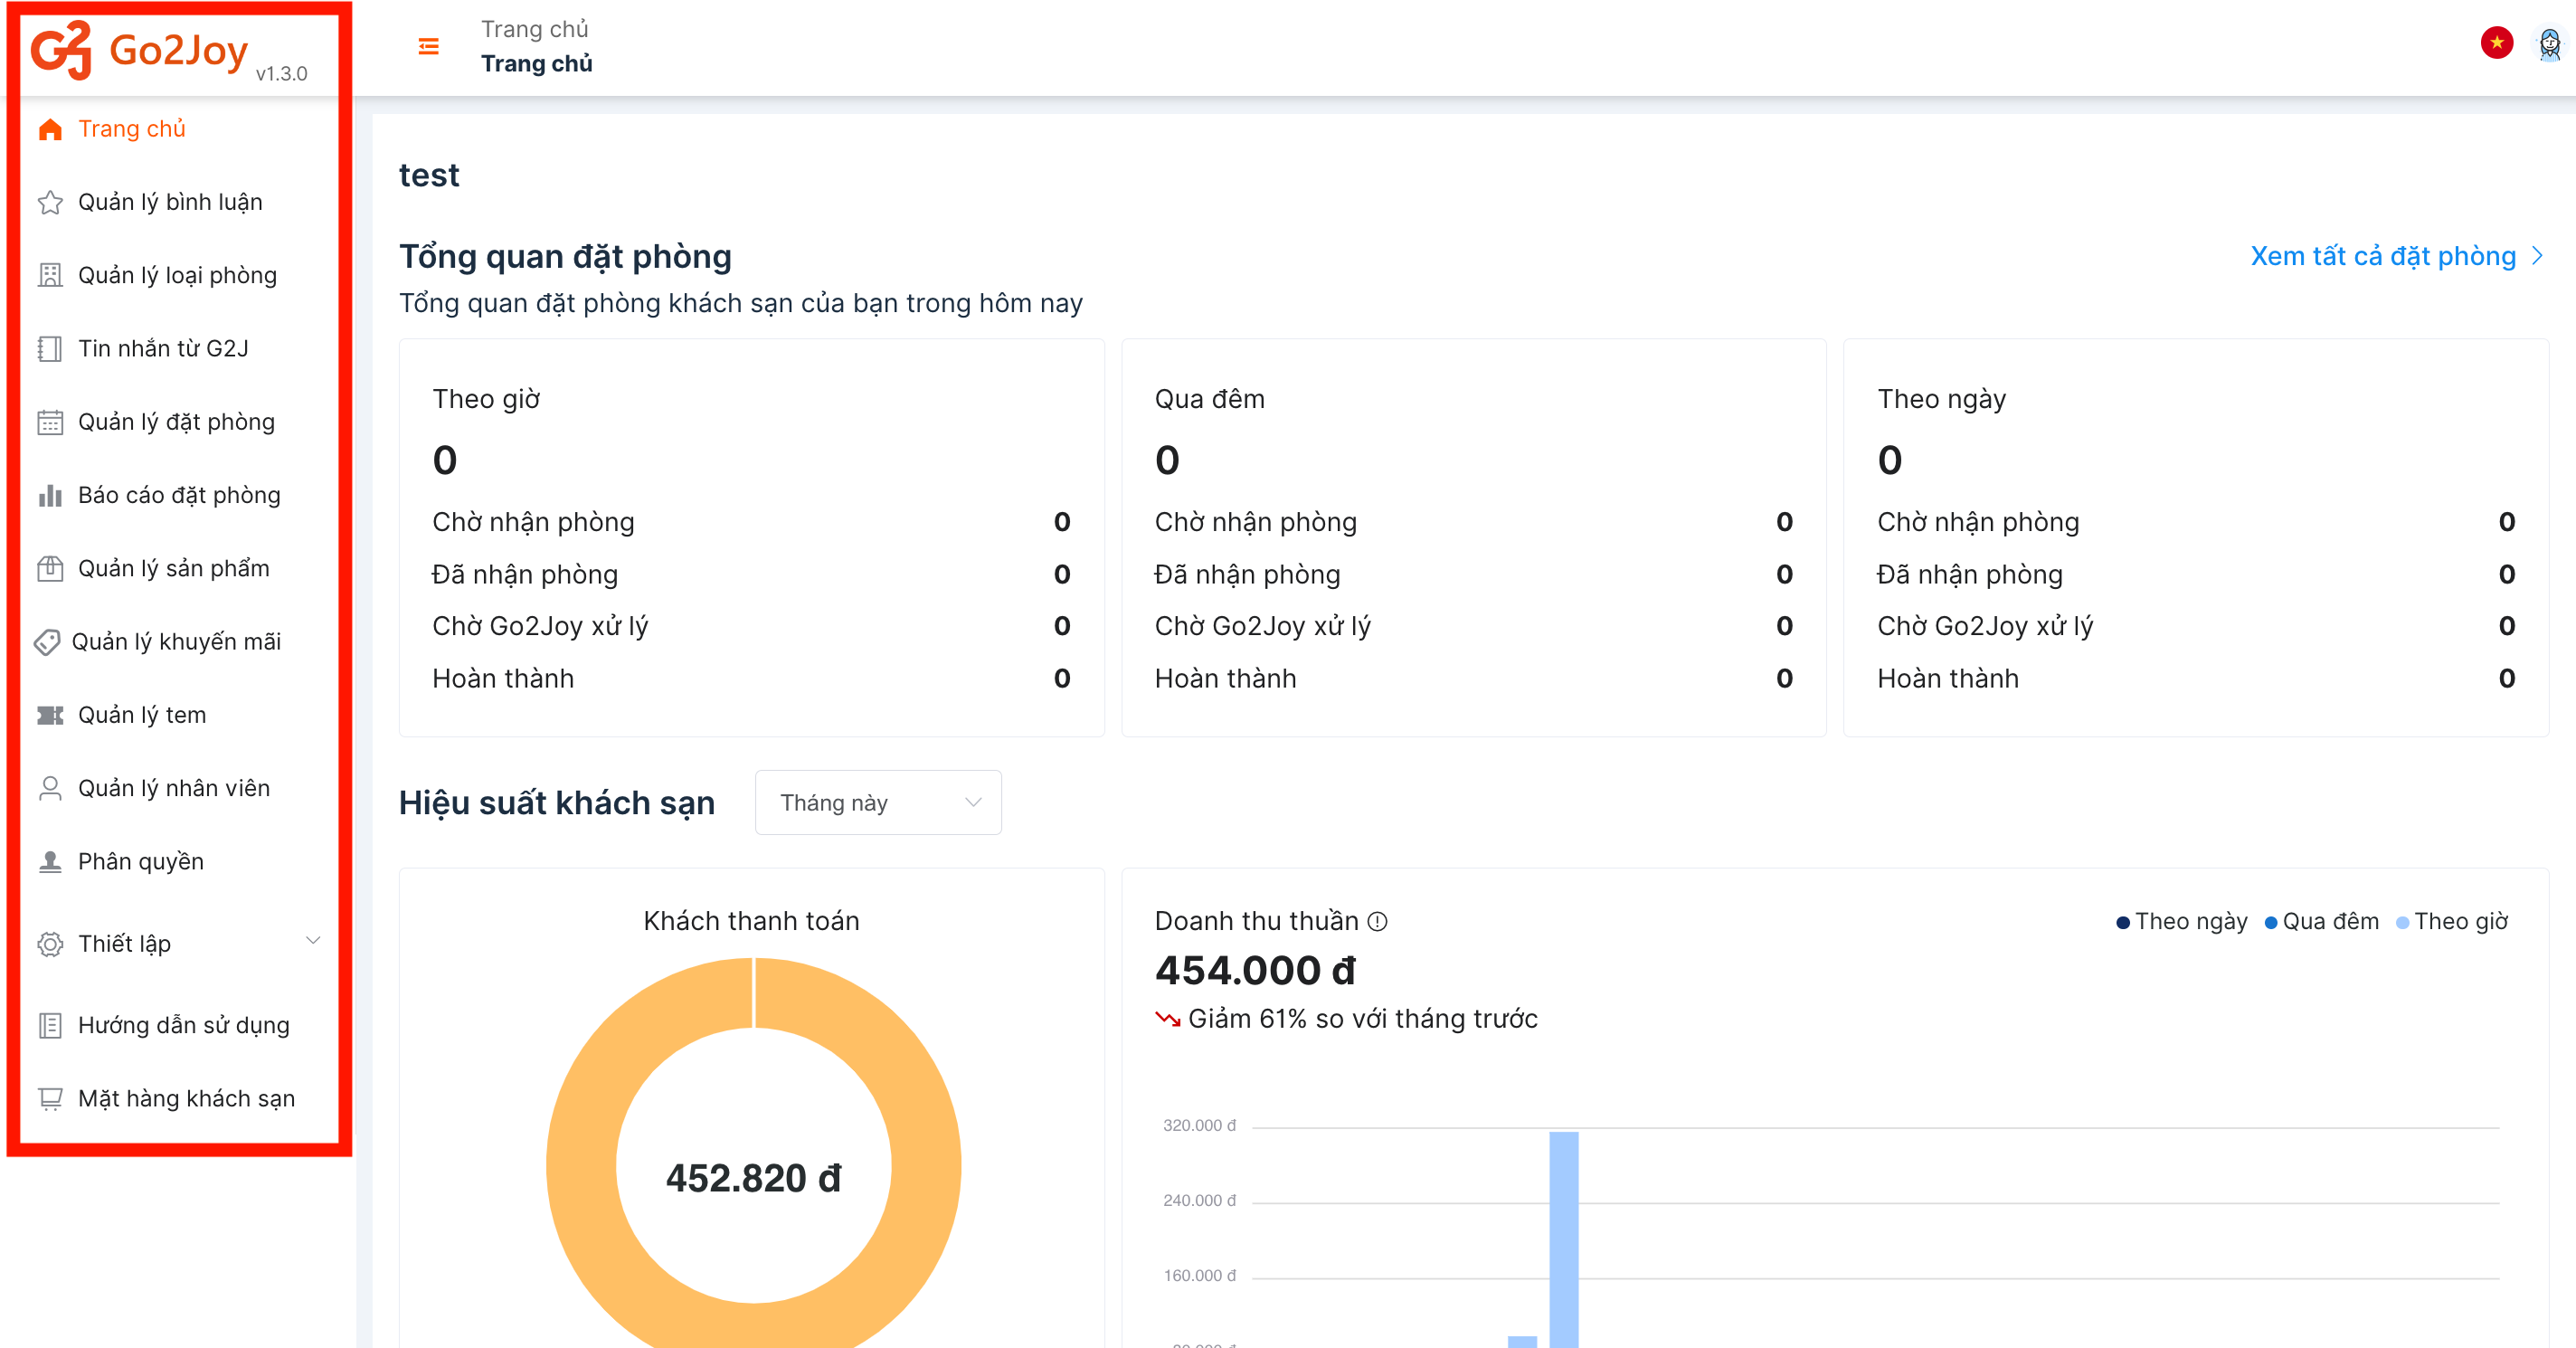 Go2Joy
v1.3.0
Trang chủ
Quản lý bình luận
Quản lý loại phòng
Tin nhắn từ G2J
Quản lý đặt phòng
Báo cáo đặt phòng
Quản lý sản phẩm
Quản lý khuyến mãi
Quản lý tem
Quản lý nhân viên
Phân quyền
Thiết lập
Hướng dẫn sử dụng
Mặt hàng khách sạn
Trang chủ
Trang chủ
test
Tổng quan đặt phòng
Xem tất cả đặt phòng
Tổng quan đặt phòng khách sạn của bạn trong hôm nay
Theo giờ
0
Chờ nhận phòng 0
Đã nhận phòng 0
Chờ Go2Joy xử lý 0
Hoàn thành 0
Qua đêm
0
Chờ nhận phòng 0
Đã nhận phòng 0
Chờ Go2Joy xử lý 0
Hoàn thành 0
Theo ngày
0
Chờ nhận phòng 0
Đã nhận phòng 0
Chờ Go2Joy xử lý 0
Hoàn thành 0
Hiệu suất khách sạn
Tháng này
Khách thanh toán
452.820 đ
Doanh thu thuần
Theo ngày Qua đêm Theo giờ
454.000 đ
Giảm 61% so với tháng trước
320.000 đ
240.000 đ
160.000 đ